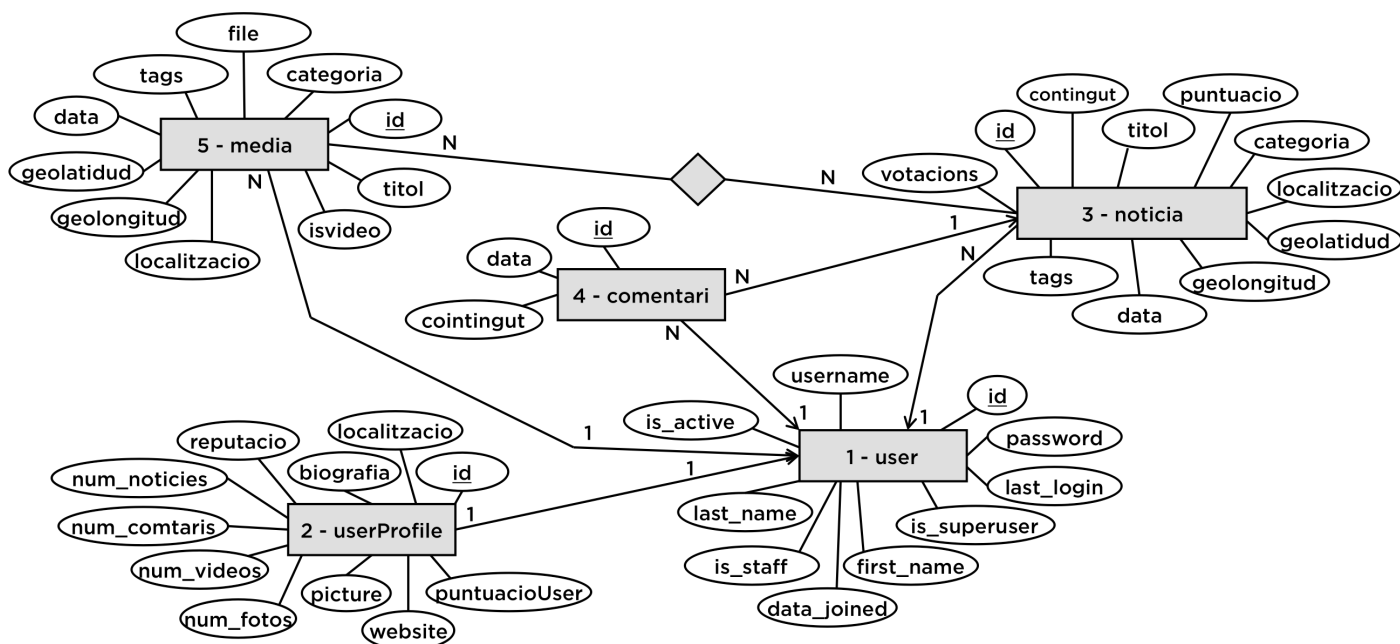 file
tags
categoria
data
id
5 - media
geolatidud
titol
geolongitud
isvideo
localitzacio
N
N
N
contingut
puntuacio
id
titol
categoria
votacions
localització
3 - noticia
geolatidud
tags
geolongitud
data
1
N
id
data
4 - comentari
cointingut
N
N
username
id
is_active
password
1
1
1
1 - user
last_login
last_name
is_superuser
is_staff
first_name
data_joined
reputacio
localització
biografia
id
num_noticies
num_comtaris
2 - userProfile
1
1
num_videos
picture
puntuacioUser
num_fotos
website